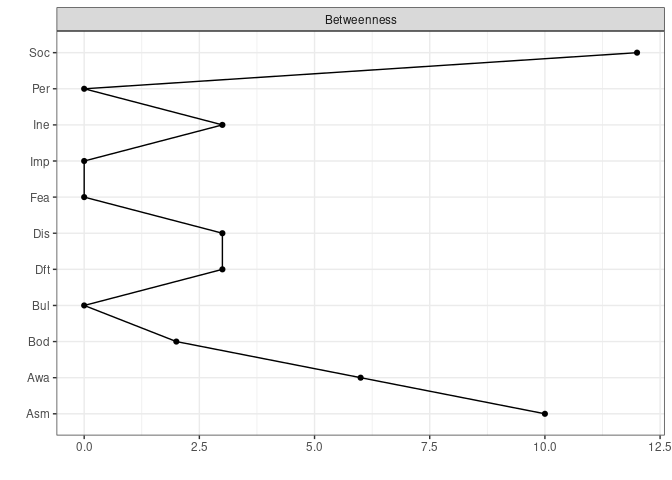 Betweenness
Soc
Per
Ine
Imp
Fea
Dis
Dft
Bul
Bod
Awa
Asm
0.0 2.5 5.0 7.5 10.0 12.5